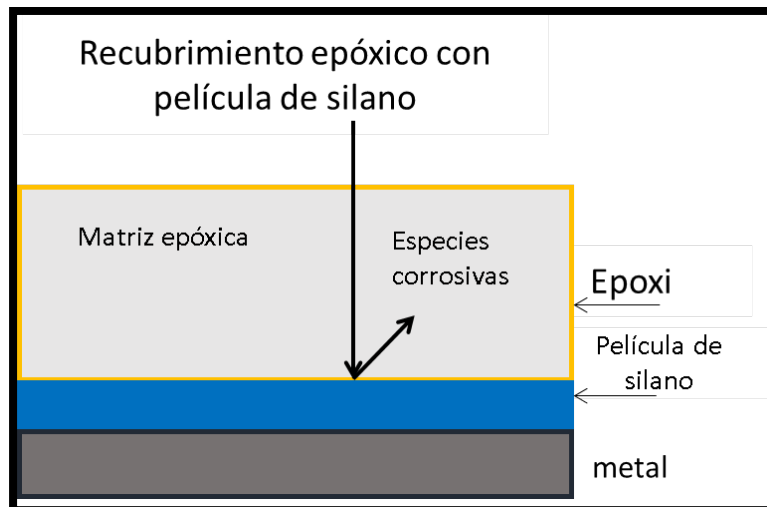 Recubrimiento epóxico con
película de silano
Matriz epóxica
Especies
corrosivas
Epoxi
Película de
silano
metal